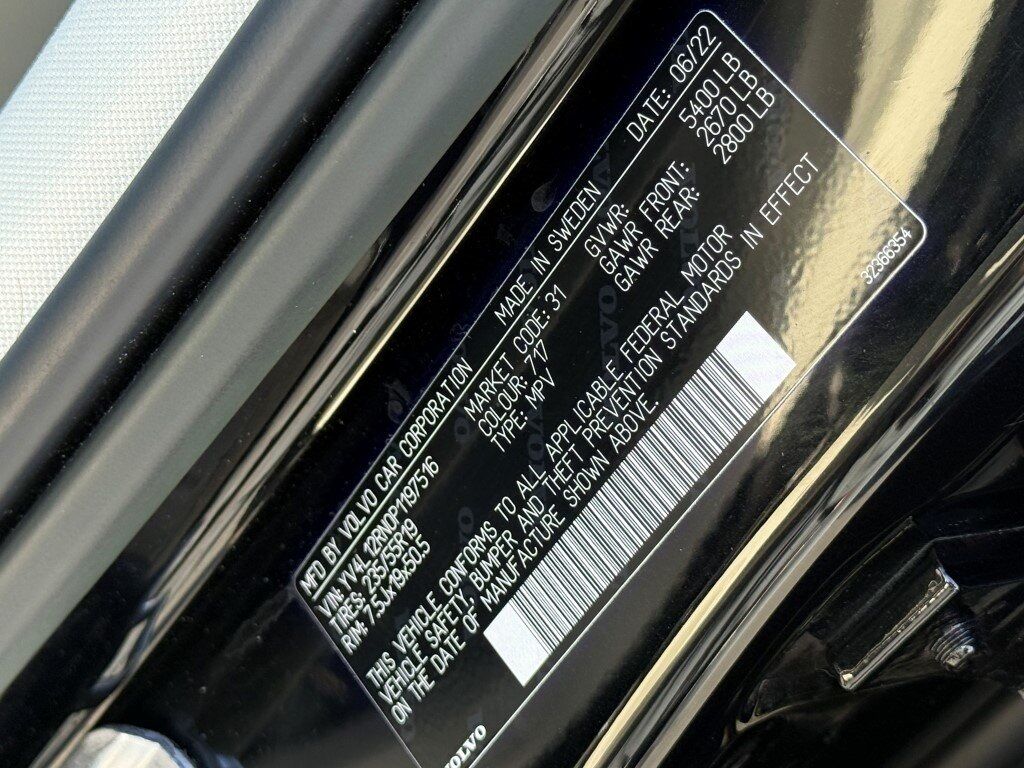 MFD BY VOLVO CAR CORPORATION MADE IN SWEDEN DATE: 06/22
VIN: YV4L12RN0P1197516 MARKET CODE: 31 GVWR: 5400 LB
TIRES: 235/55R19 COLOUR: 717 GAWR FRONT: 2670 LB
RIM: 7.5Jx19x50.5 TYPE: MPV GAWR REAR: 2800 LB
THIS VEHICLE CONFORMS TO ALL APPLICABLE FEDERAL MOTOR
VEHICLE SAFETY BUMPER AND THEFT PREVENTION STANDARDS IN EFFECT
ON THE DATE OF MANUFACTURE SHOWN ABOVE.
VOLVO
32366354